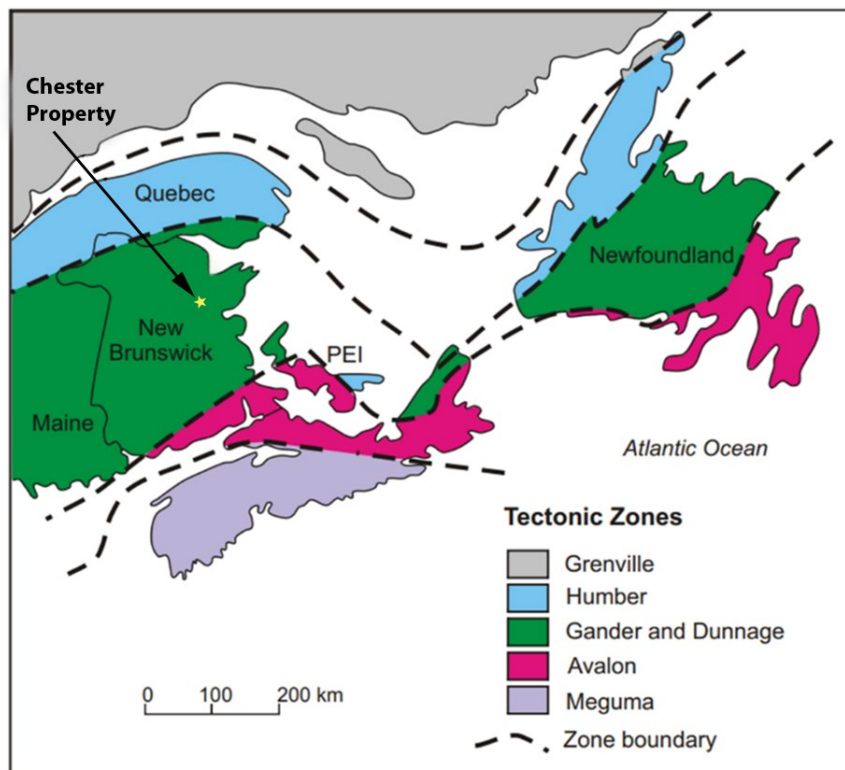 Chester
Property
Quebec
Newfoundland
New
Brunswick
PEI
Maine
Atlantic Ocean
Tectonic Zones
Grenville
Humber
Gander and Dunnage
Avalon
Meguma
Zone boundary
0 100 200 km